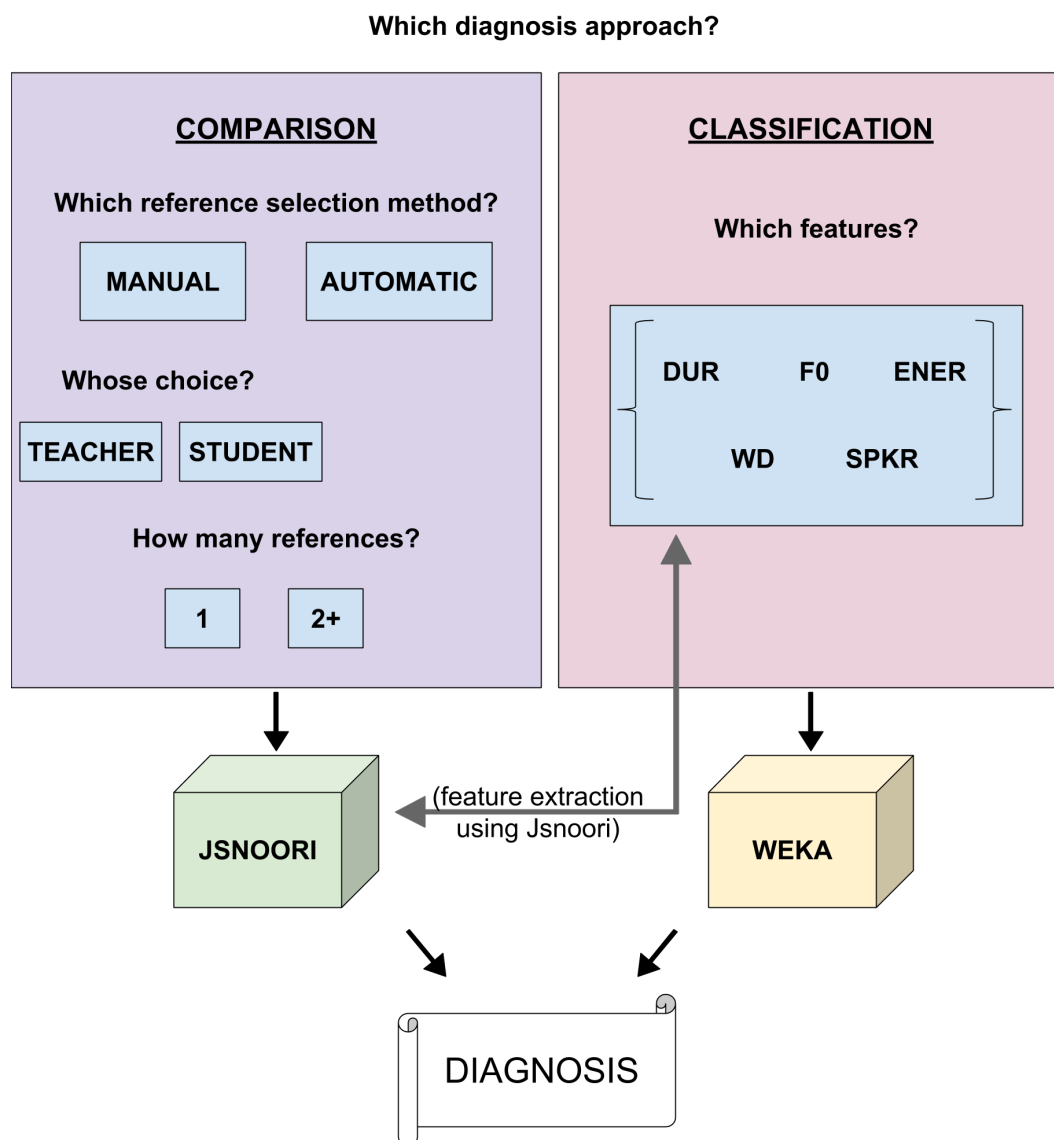 Which diagnosis approach?
COMPARISON
Which reference selection method?
MANUAL
AUTOMATIC
Whose choice?
TEACHER
STUDENT
How many references?
1
2+
CLASSIFICATION
Which features?
DUR
F0
ENER
WD
SPKR
JSNOORI
(feature extraction
using Jsnoori)
WEKA
DIAGNOSIS